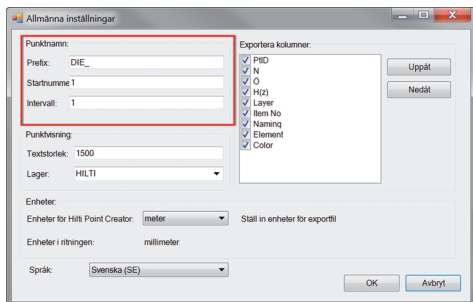 Allmänna inställningar
Punktnamn:
Prefix: DIE_
Startnumme 1
Intervall: 1
Punktvisning:
Textstorlek: 1500
Lager: HILTI
Exportera kolumner:
PtID
N
Ö
H(z)
Layer
Item No
Naming
Element
Color
Uppåt
Nedåt
Enheter:
Enheter för Hilti Point Creator: meter
Ställ in enheter för exportfil
Enheter i ritningen: millimeter
Språk: Svenska (SE)
OK
Avbryt